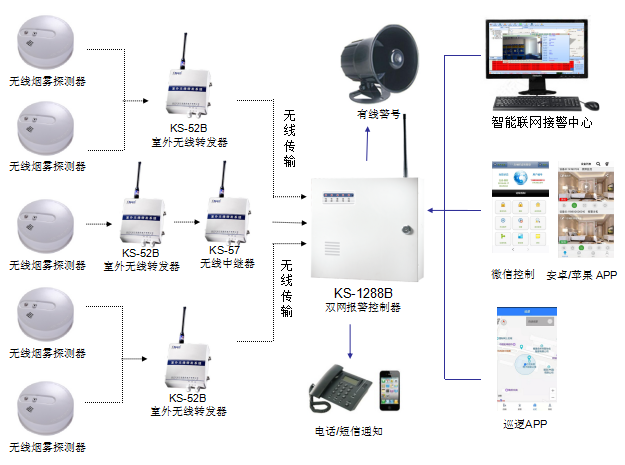 无线烟雾探测器
无线烟雾探测器
无线烟雾探测器
无线烟雾探测器
无线烟雾探测器
KS-52B
室外无线转发器
KS-52B
室外无线转发器
KS-57
无线中继器
KS-52B
室外无线转发器
无线传输
无线传输
有线警号
KS-1288B
双网报警控制器
电话/短信通知
智能联网接警中心
微信控制
安卓/苹果 APP
巡逻APP